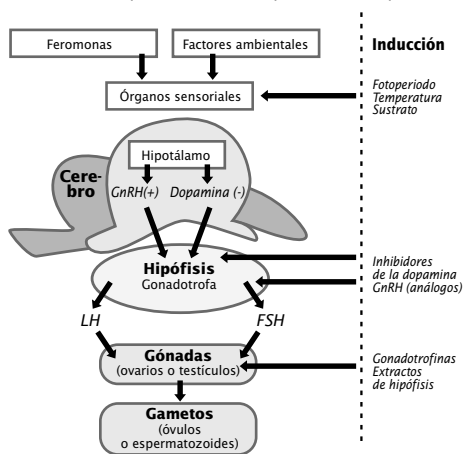 Feromonas
Factores ambientales
Inducción
Órganos sensoriales
Fotoperiodo
Temperatura
Sustrato
Hipotálamo
Cere-
bro
GnRH(+)
Dopamina (-)
Hipófisis
Gonadotrofa
Inhibidores
de la dopamina
GnRH (análogos)
LH
FSH
Gónadas
(ovarios o testículos)
Gonadotrofinas
Extractos
de hipófisis
Gametos
(óvulos
o espermatozoides)